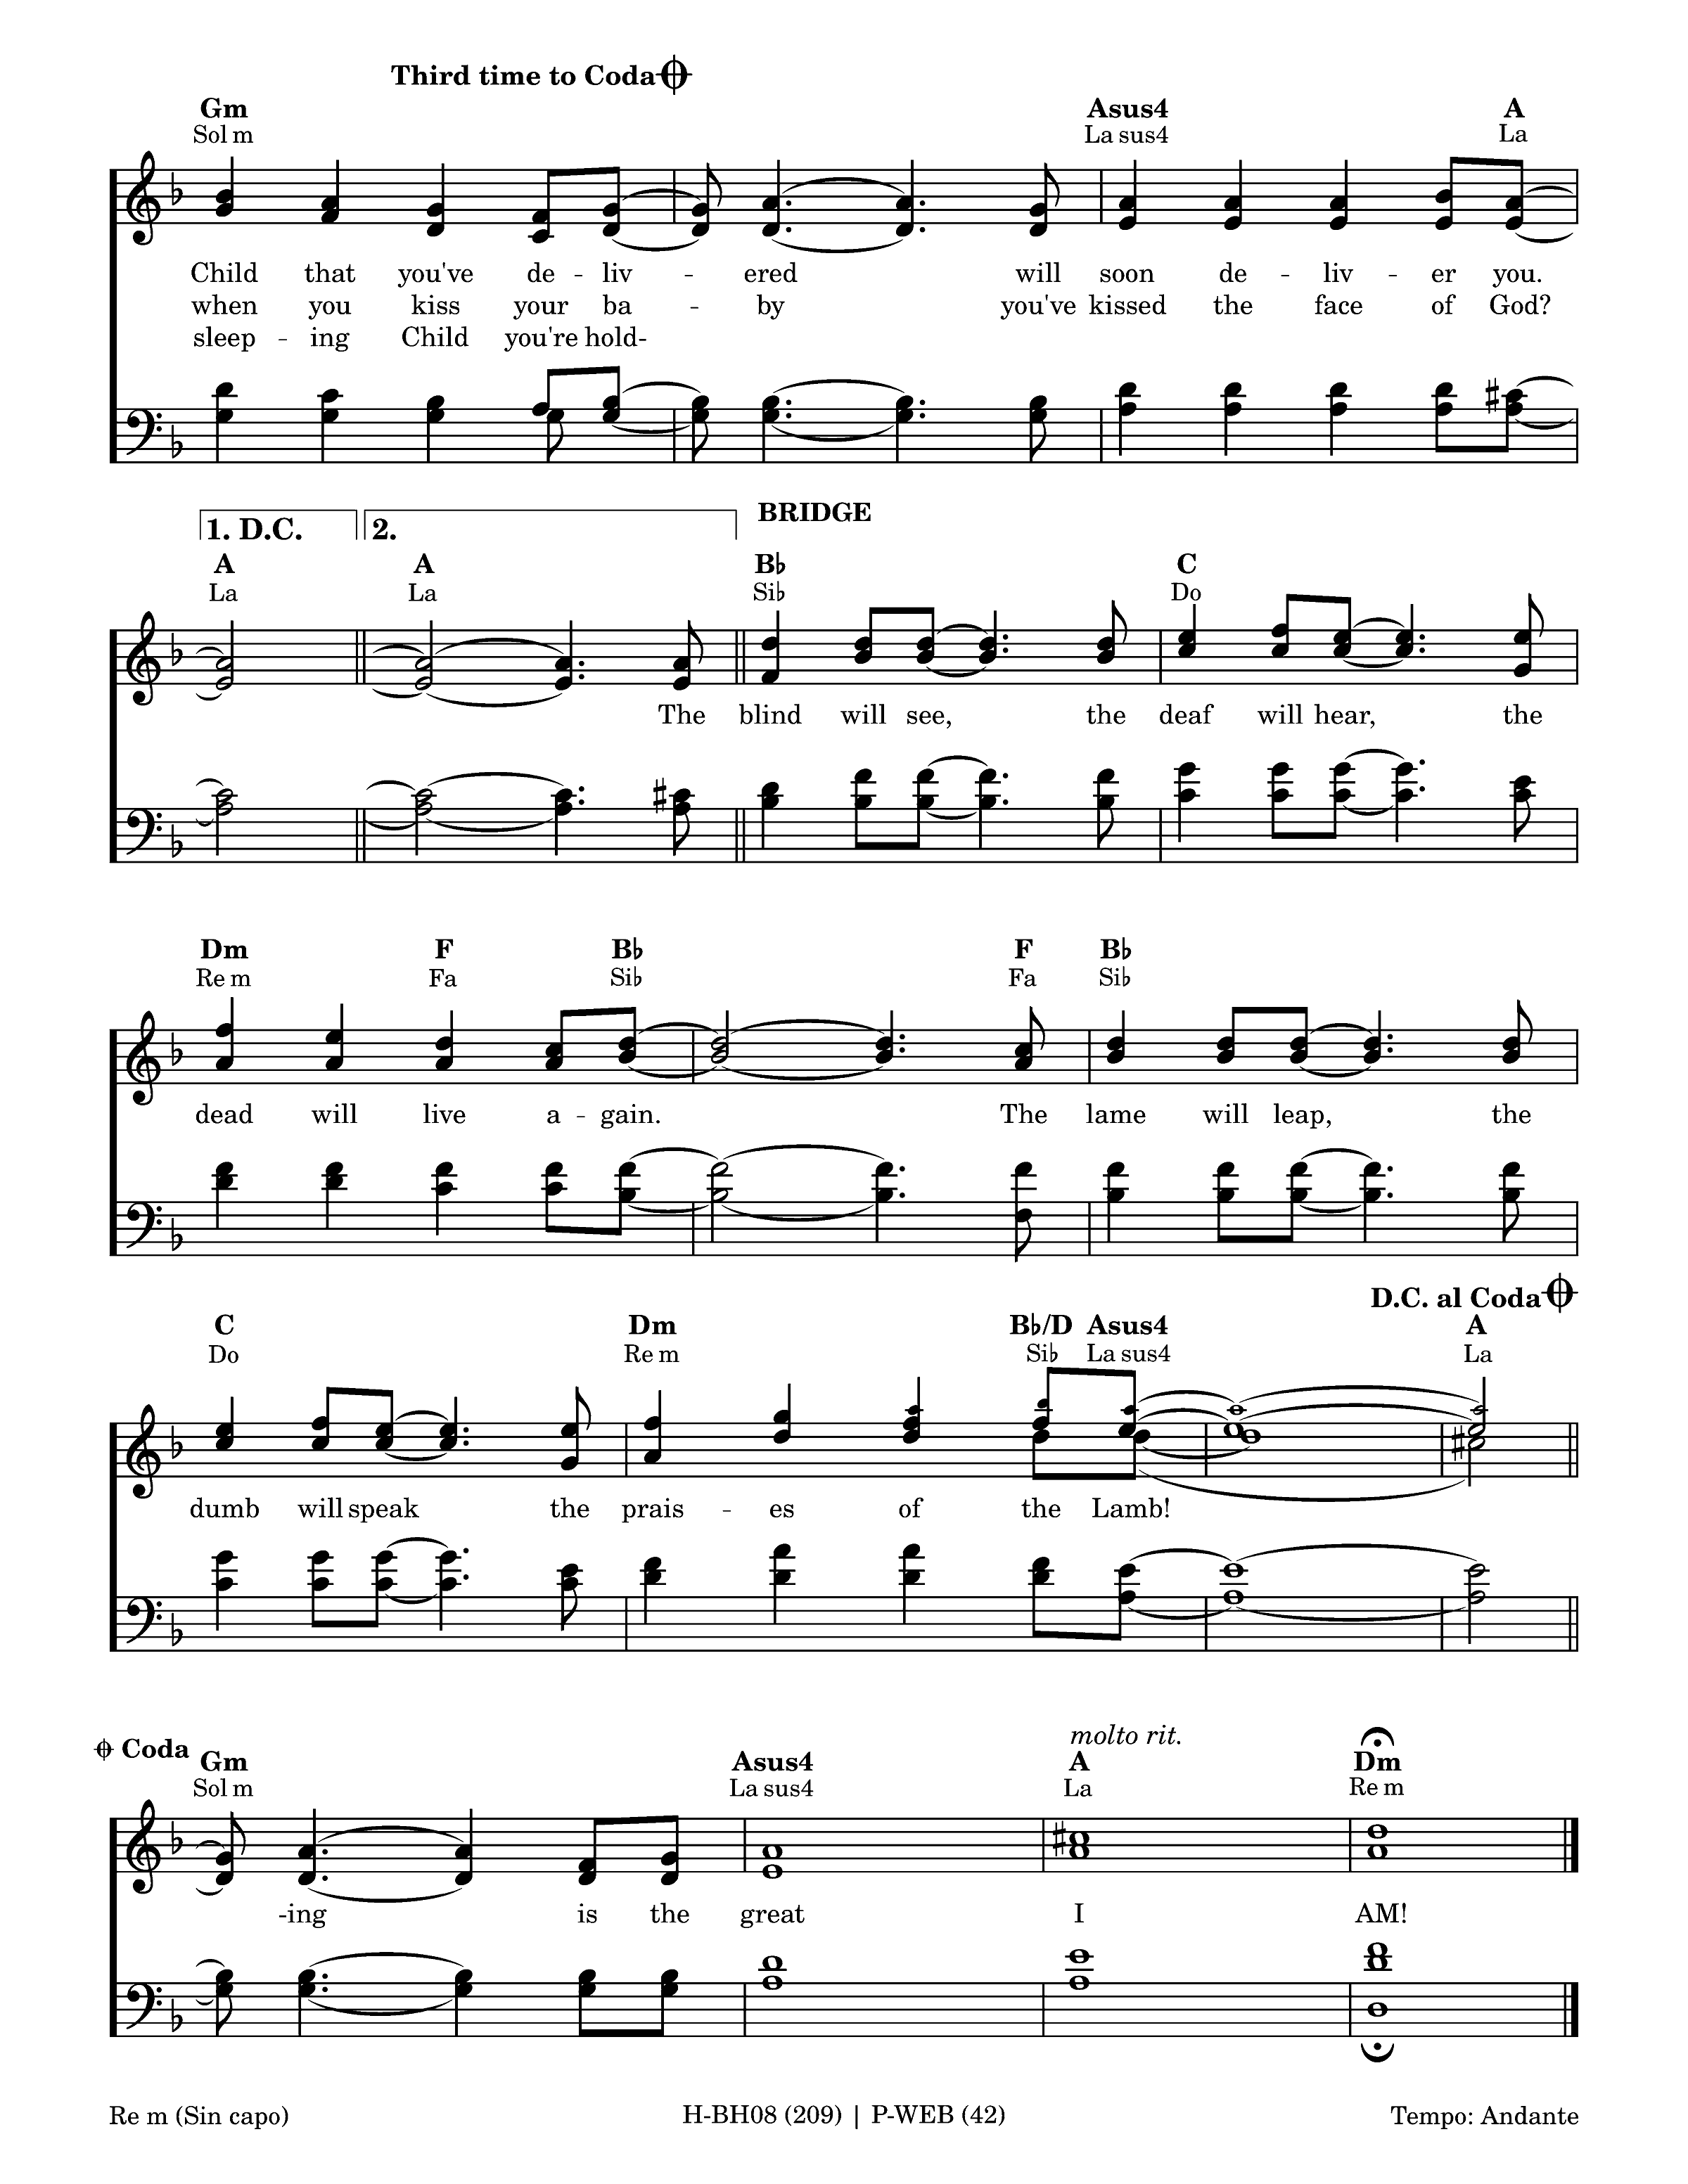 Third time to Coda
Gm Asus4 A
Sol m La sus4 La
Child that you've de - liv - ered will soon de - liv - er you.
when you kiss your ba - by you've kissed the face of God?
sleep - ing Child you're hold-
1. D.C. 2. BRIDGE
A A B♭ C
La La Si♭ Do
The blind will see, the deaf will hear, the
Dm F B♭ F B♭
Re m Fa Si♭ Fa Si♭
dead will live a - gain. The lame will leap, the
D.C. al Coda
C Dm B♭/D Asus4 A
Do Re m Si♭ La sus4 La
dumb will speak the prais - es of the Lamb!
molto rit.
Coda
Gm Asus4 A Dm
Sol m La sus4 La Re m
-ing is the great I AM!
Re m (Sin capo) H-BH08 (209) | P-WEB (42) Tempo: Andante